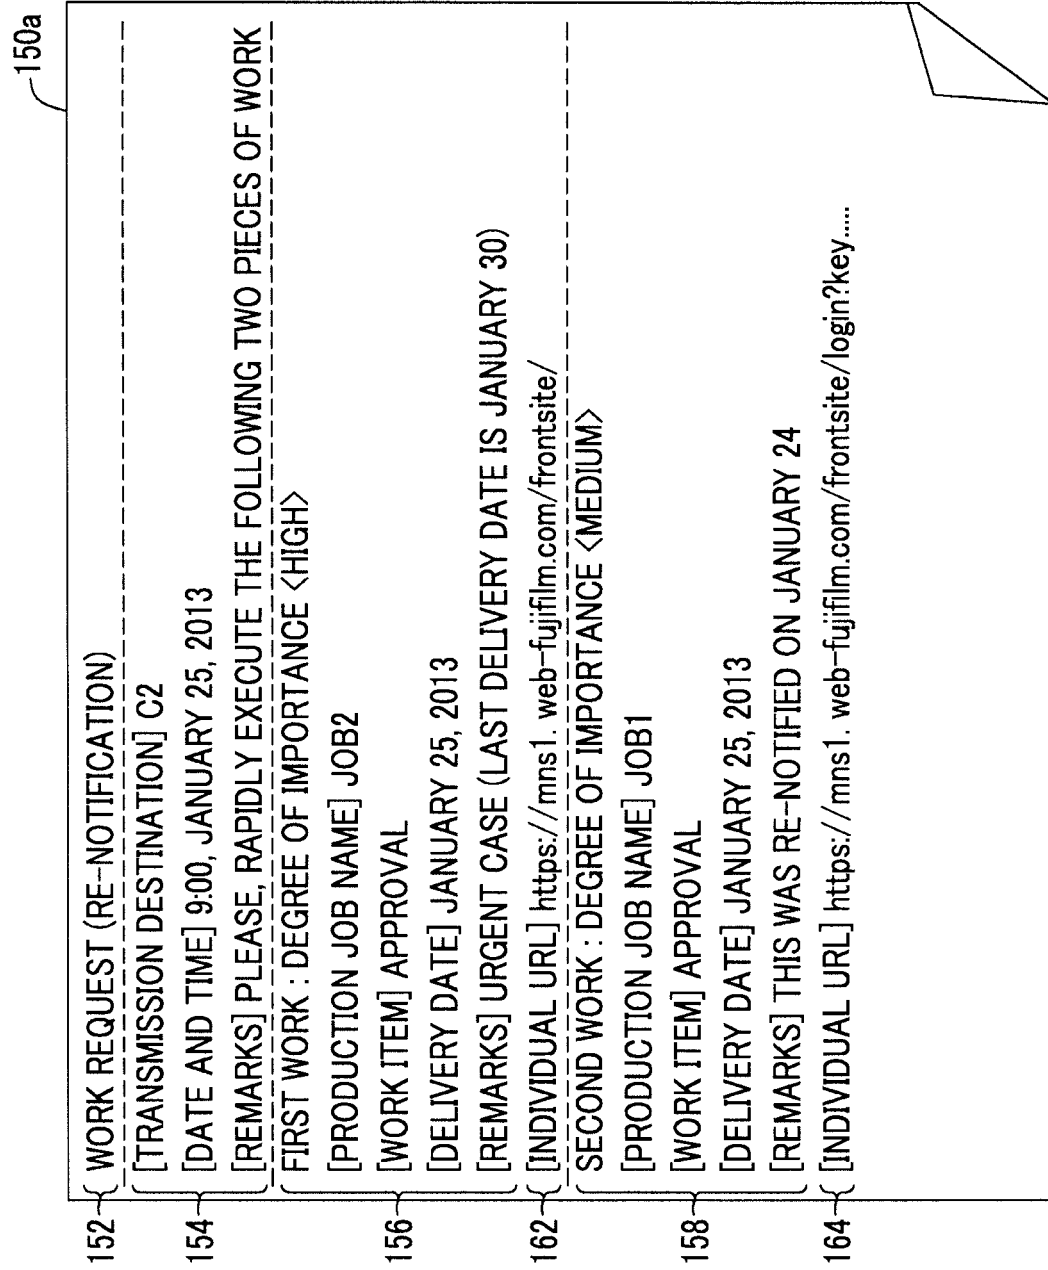 150a
152 WORK REQUEST (RE-NOTIFICATION)
154 [TRANSMISSION DESTINATION] C2
[DATE AND TIME] 9:00, JANUARY 25, 2013
[REMARKS] PLEASE, RAPIDLY EXECUTE THE FOLLOWING TWO PIECES OF WORK
156 FIRST WORK : DEGREE OF IMPORTANCE <HIGH>
[PRODUCTION JOB NAME] JOB2
[WORK ITEM] APPROVAL
[DELIVERY DATE] JANUARY 25, 2013
[REMARKS] URGENT CASE (LAST DELIVERY DATE IS JANUARY 30)
162 [INDIVIDUAL URL] https://mns1. web-fujifilm.com/frontsite/
158 SECOND WORK : DEGREE OF IMPORTANCE <MEDIUM>
[PRODUCTION JOB NAME] JOB1
[WORK ITEM] APPROVAL
[DELIVERY DATE] JANUARY 25, 2013
[REMARKS] THIS WAS RE-NOTIFIED ON JANUARY 24
164 [INDIVIDUAL URL] https://mns1. web-fujifilm.com/frontsite/login?key.....